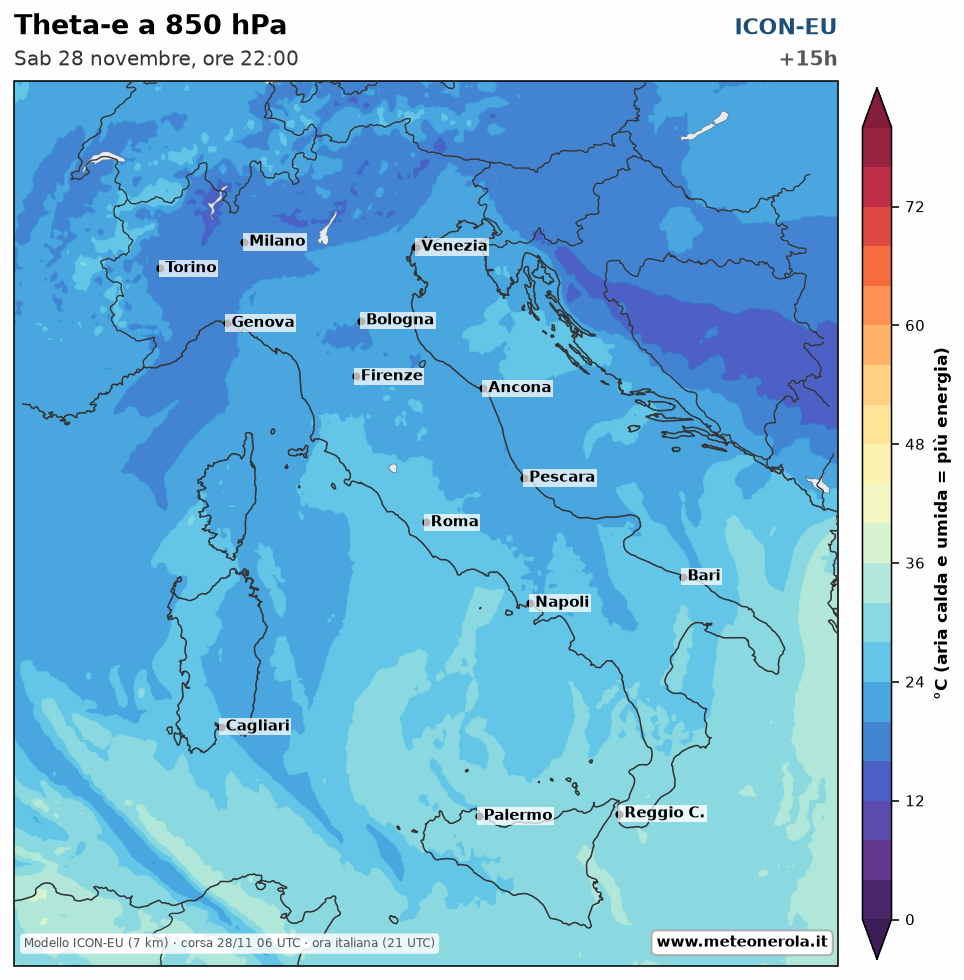 Theta-e a 850 hPa
ICON-EU
Sab 28 novembre, ore 22:00
+15h
Milano
Venezia
Torino
Genova
Bologna
Firenze
Ancona
Pescara
Roma
Bari
Napoli
Cagliari
Palermo
Reggio C.
72
60
48
36
24
12
0
°C (aria calda e umida = più energia)
Modello ICON-EU (7 km) · corsa 28/11 06 UTC · ora italiana (21 UTC)
www.meteonerola.it